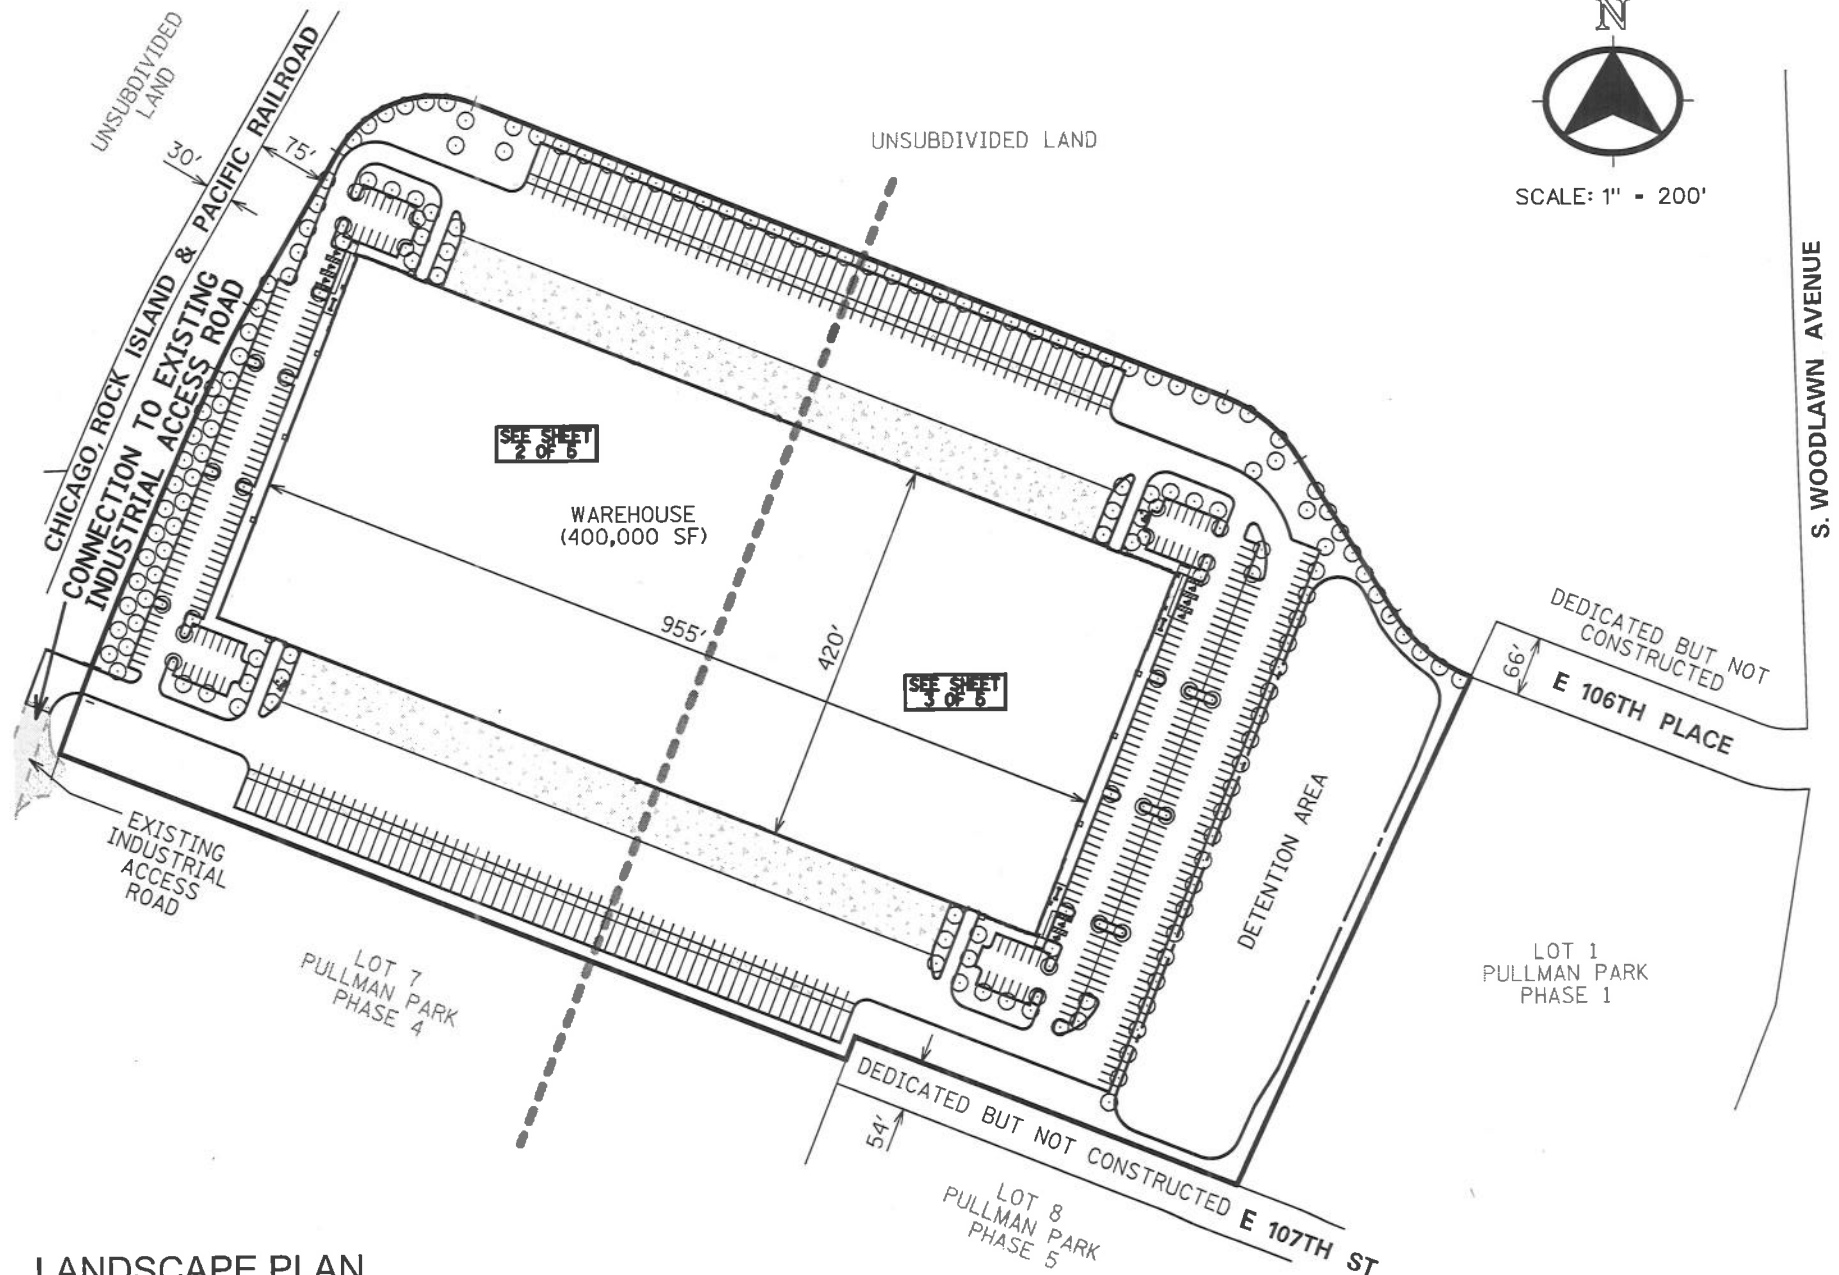 N
SCALE: 1" - 200'
UNSUBDIVIDED
LAND
30'
75'
CHICAGO, ROCK ISLAND & PACIFIC RAILROAD
CONNECTION TO EXISTING
INDUSTRIAL ACCESS ROAD
UNSUBDIVIDED LAND
S. WOODLAWN AVENUE
SEE SHEET
2 OF 5
WAREHOUSE
(400,000 SF)
955'
420'
SEE SHEET
3 OF 5
DEDICATED BUT NOT
CONSTRUCTED
66'
E 106TH PLACE
DETENTION AREA
EXISTING
INDUSTRIAL
ACCESS
ROAD
LOT 7
PULLMAN PARK
PHASE 4
LOT 1
PULLMAN PARK
PHASE 1
DEDICATED BUT NOT CONSTRUCTED
54'
E 107TH ST
LOT 8
PULLMAN PARK
PHASE 5
LANDSCAPE PLAN